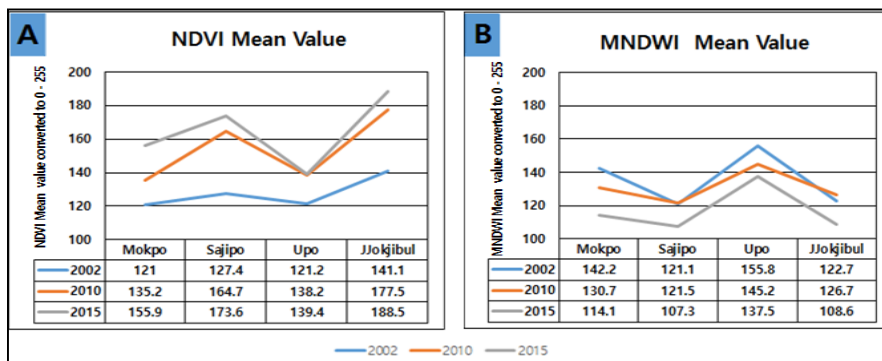 A
NDVI Mean Value
NDVI Mean value converted to 0 - 255
200
180
160
140
120
100
Mokpo Sajipo Upo JJokjibul
2002 121 127.4 121.2 141.1
2010 135.2 164.7 138.2 177.5
2015 155.9 173.6 139.4 188.5
B
MNDWI Mean Value
MNDWI Mean value converted to 0 - 255
200
180
160
140
120
100
Mokpo Sajipo Upo JJokjibul
2002 142.2 121.1 155.8 122.7
2010 130.7 121.5 145.2 126.7
2015 114.1 107.3 137.5 108.6
2002 2010 2015